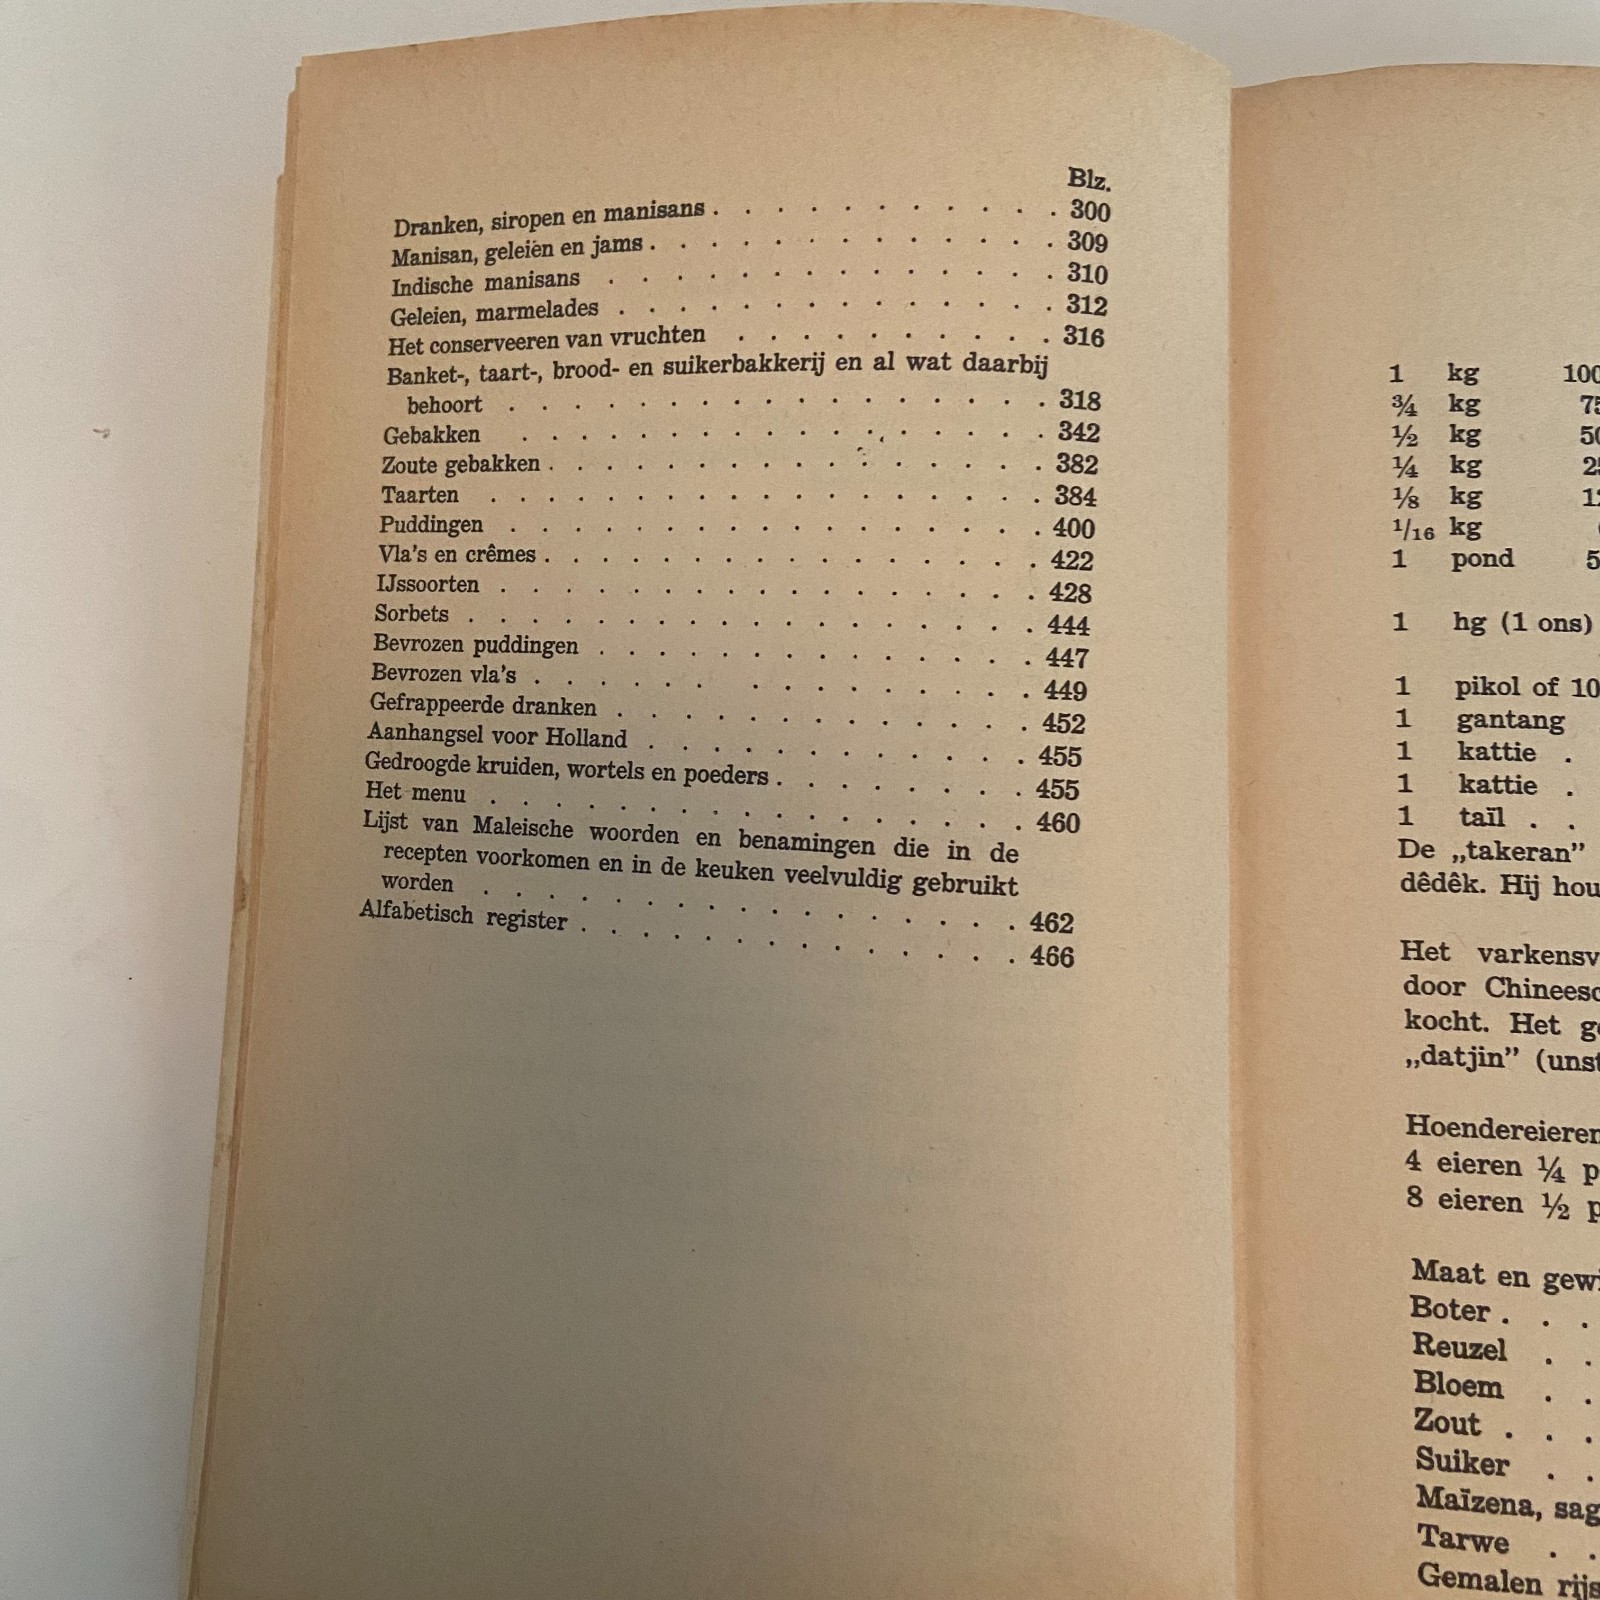 Blz.
Dranken, siropen en manisans . . . . . . . . . . . 300
Manisan, geleiën en jams . . . . . . . . . . . . . 309
Indische manisans . . . . . . . . . . . . . . 310
Geleien, marmelades . . . . . . . . . . . . . . 312
Het conserveeren van vruchten . . . . . . . . . . 316
Banket-, taart-, brood- en suikerbakkerij en al wat daarbij
behoort . . . . . . . . . . . . . . . . . 318
Gebakken . . . . . . . . . . . . . . . . 342
Zoute gebakken . . . . . . . . . . . . . . . . 382
Taarten . . . . . . . . . . . . . . . . . . 384
Puddingen . . . . . . . . . . . . . . . . . 400
Vla's en crêmes . . . . . . . . . . . . . . . . 422
IJssoorten . . . . . . . . . . . . . . . . . 428
Sorbets . . . . . . . . . . . . . . . . . . 444
Bevrozen puddingen . . . . . . . . . . . . . . 447
Bevrozen vla's . . . . . . . . . . . . . . . 449
Gefrappeerde dranken . . . . . . . . . . . . . 452
Aanhangsel voor Holland . . . . . . . . . . . . 455
Gedroogde kruiden, wortels en poeders . . . . . . . . 455
Het menu . . . . . . . . . . . . . . . . . 460
Lijst van Maleische woorden en benamingen die in de
recepten voorkomen en in de keuken veelvuldig gebruikt
worden . . . . . . . . . . . . . . . . . 462
Alfabetisch register . . . . . . . . . . . . . . 466
1 kg
¾ kg
½ kg
¼ kg
⅛ kg
1/16 kg
1 pond
1 hg (1 ons)
1 pikol of
1 gantang
1 kattie .
1 kattie .
1 taïl . .
De „takeran”
dêdêk. Hij
Het
door
kocht. Het
„datjin”
4 eieren ¼
8 eieren ½
Maat en
Boter . . .
Reuzel . .
Bloem . .
Zout . . .
Suiker . .
Maïzena,
Tarwe . .
Gemalen